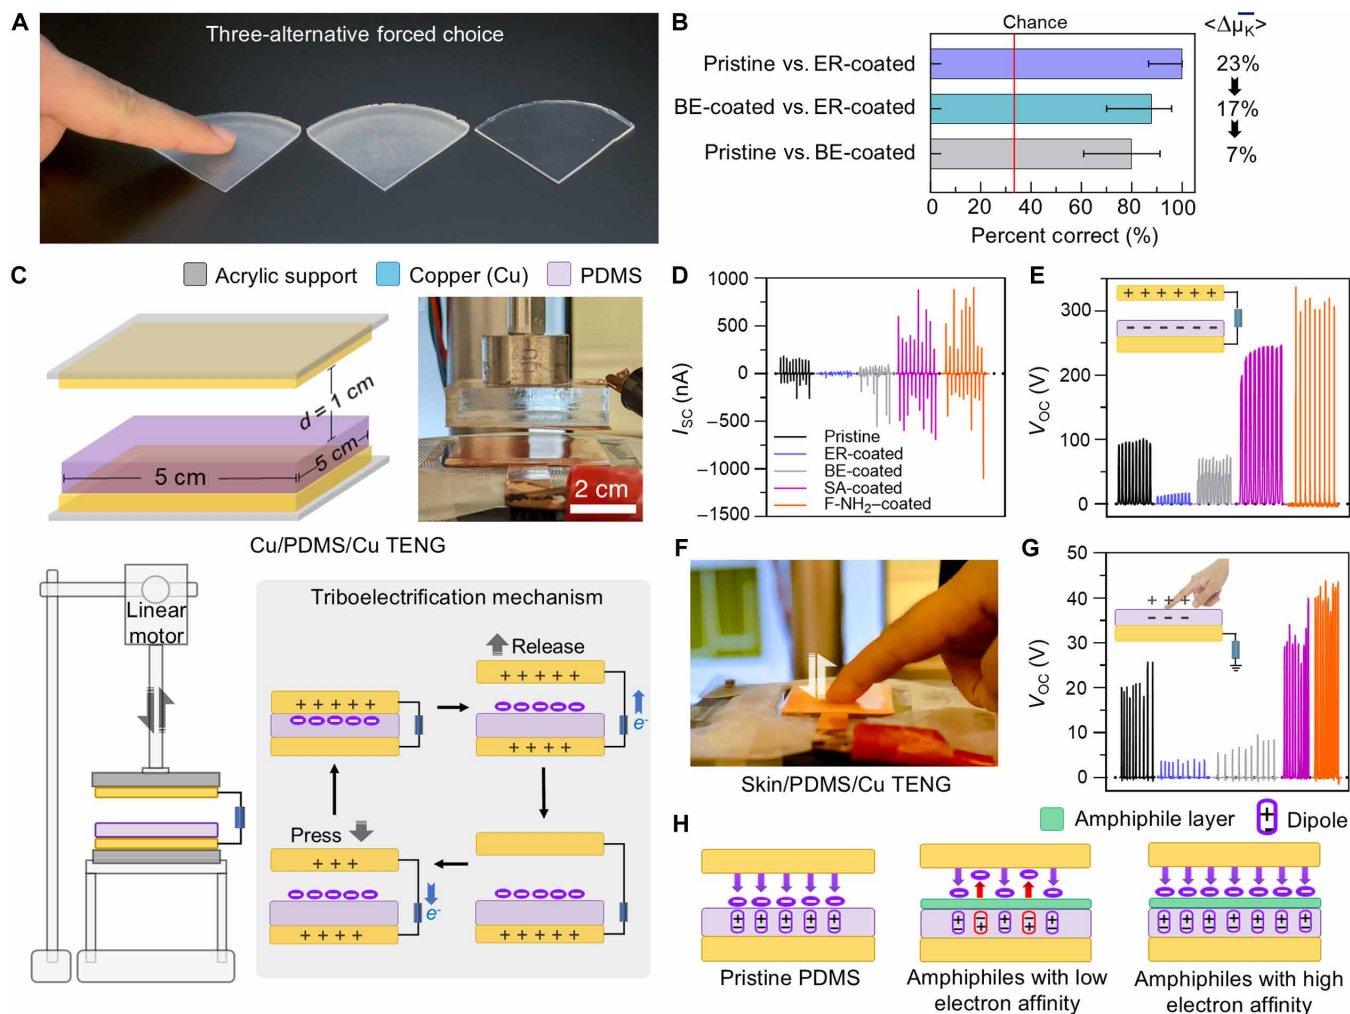 A
Three-alternative forced choice
B
Chance
<Δμ̅K>
Pristine vs. ER-coated
23%
BE-coated vs. ER-coated
17%
Pristine vs. BE-coated
7%
0 20 40 60 80 100
Percent correct (%)
C
Acrylic support
Copper (Cu)
PDMS
d = 1 cm
5 cm
5 cm
2 cm
Cu/PDMS/Cu TENG
Linear
motor
Triboelectrification mechanism
Release
+ + + + +
+ + + + +
e-
+ + + +
Press
+ + +
e-
+ + + +
+ + + + +
D
1000
500
0
−500
−1000
−1500
ISC (nA)
Pristine
ER-coated
BE-coated
SA-coated
F-NH2–coated
E
300
200
100
0
VOC (V)
+ + + + + +
- - - - - -
F
Skin/PDMS/Cu TENG
G
50
40
30
20
10
0
VOC (V)
+ + +
- - -
H
Amphiphile layer
Dipole
Pristine PDMS
Amphiphiles with low
electron affinity
Amphiphiles with high
electron affinity